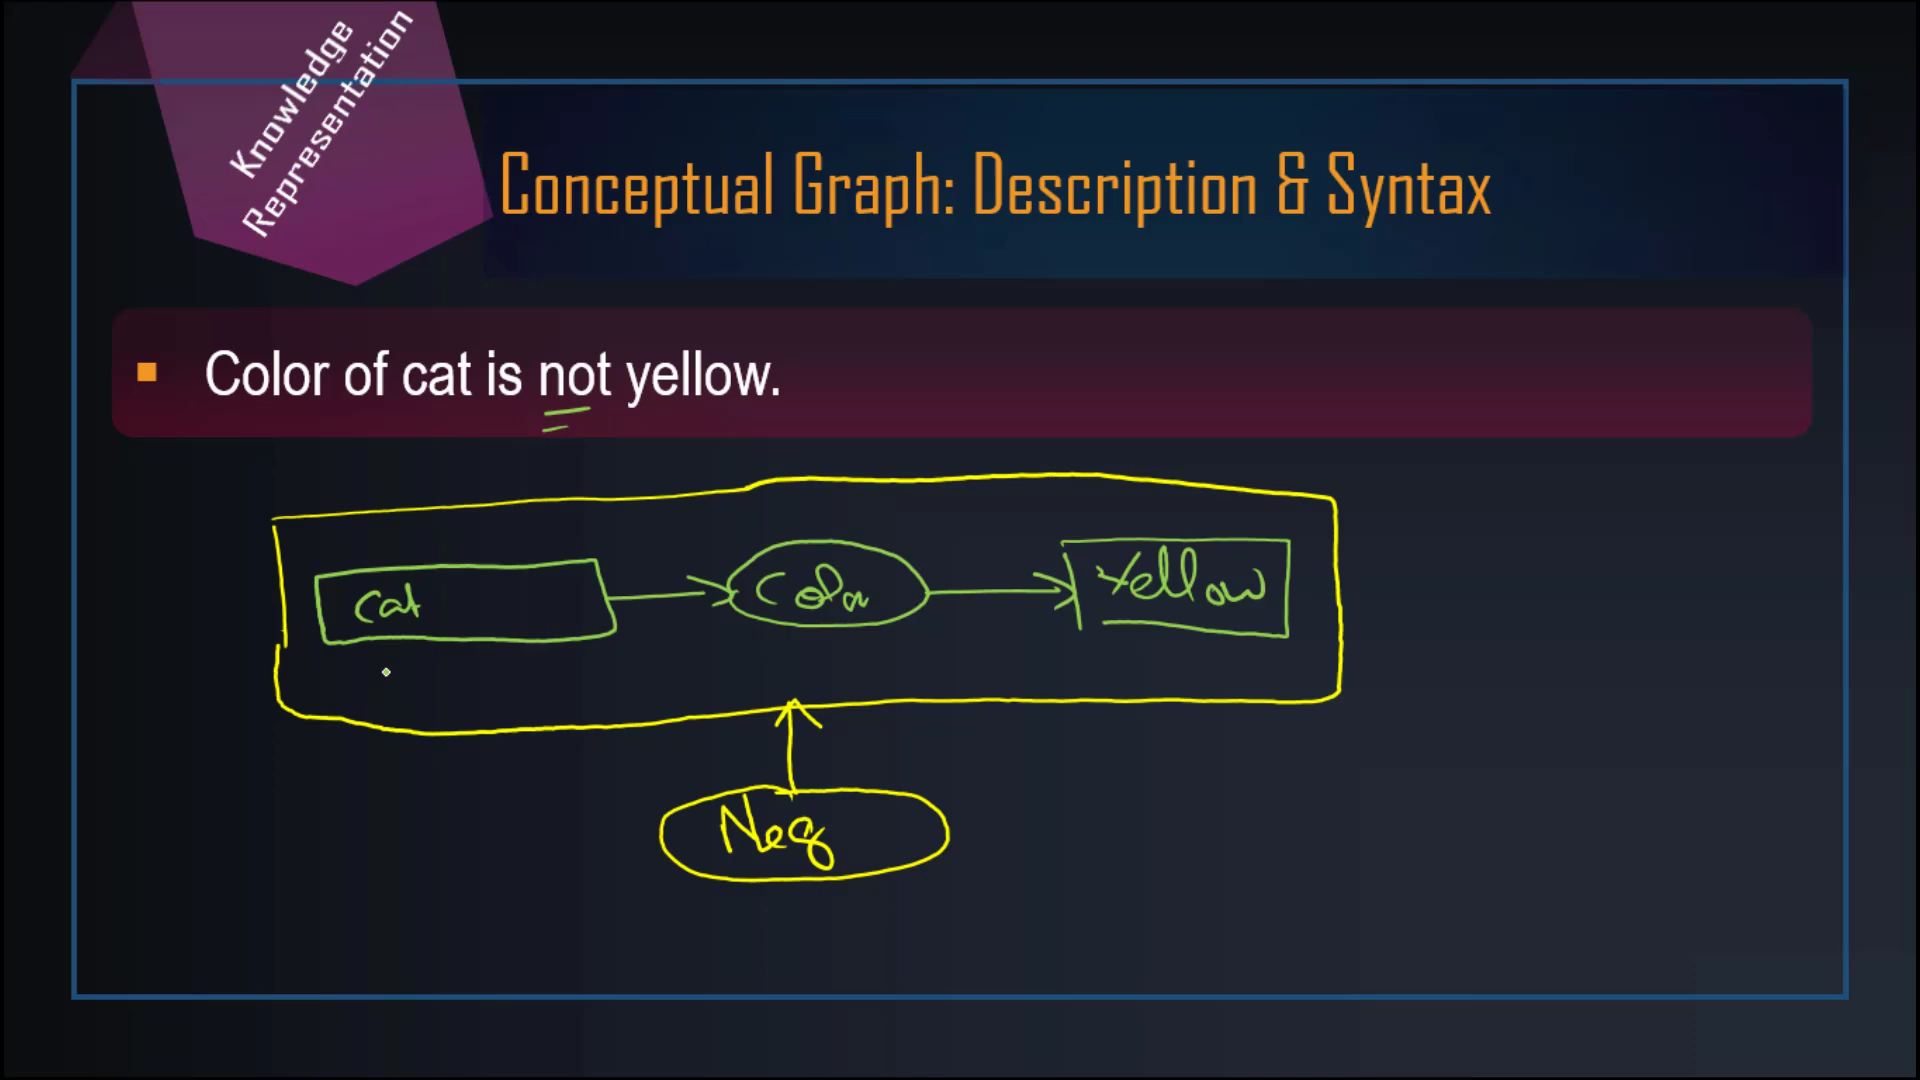 Knowledge
Representation
Conceptual Graph: Description & Syntax
Color of cat is not yellow.
Cat
Color
Yellow
Neg